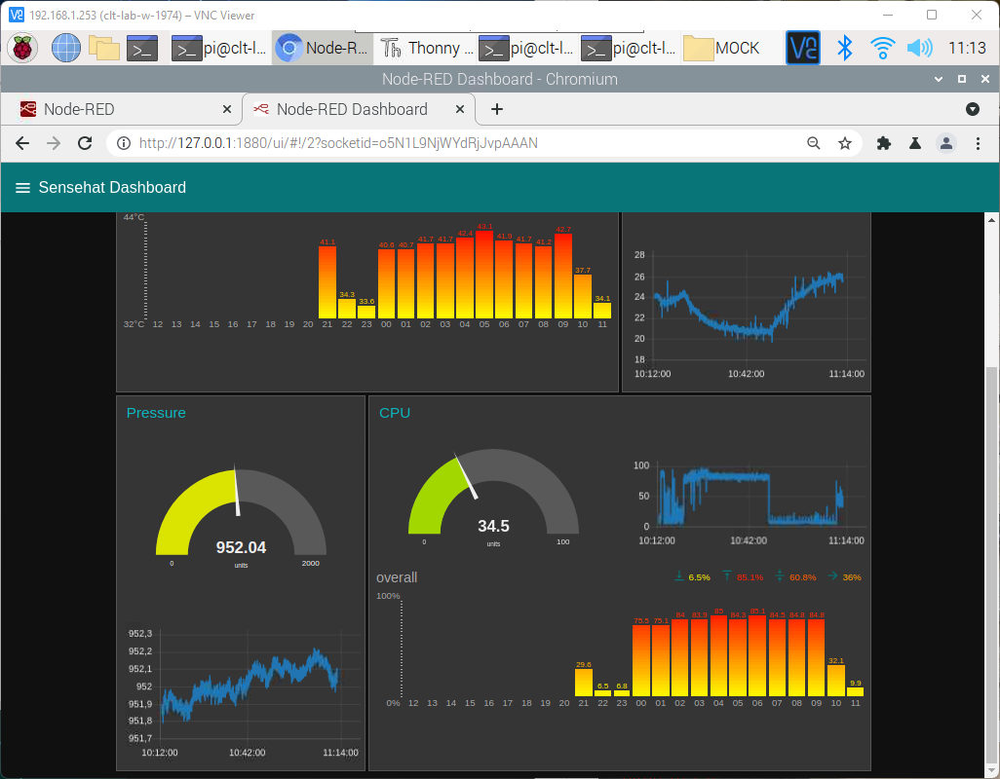 192.168.1.253 (clt-lab-w-1974) – VNC Viewer
pi@clt-l... Node-R... Thonny ... pi@clt-l... pi@clt-l... MOCK 11:13
Node-RED Dashboard - Chromium
Node-RED Node-RED Dashboard
http://127.0.0.1:1880/ui/#!/2?socketid=o5N1L9NjWYdRjJvpAAAN
Sensehat Dashboard
44°C
41.1 34.3 33.6 40.6 40.7 41.7 41.7 42.4 43.1 41.9 41.7 41.2 42.7 37.7 34.1
32°C 12 13 14 15 16 17 18 19 20 21 22 23 00 01 02 03 04 05 06 07 08 09 10 11
28
26
24
22
20
18
10:12:00 10:42:00 11:14:00
Pressure
952.04
0 units 2000
952,3
952,2
952,1
952
951,9
951,8
951,7
10:12:00 10:42:00 11:14:00
CPU
34.5
0 units 100
100
50
0
10:12:00 10:42:00 11:14:00
overall 6.5% 85.1% 60.8% 36%
100%
29.6 6.5 6.8 75.5 75.1 84 83.9 85 84.3 85.1 84.5 84.8 84.8 32.1 9.9
0% 12 13 14 15 16 17 18 19 20 21 22 23 00 01 02 03 04 05 06 07 08 09 10 11